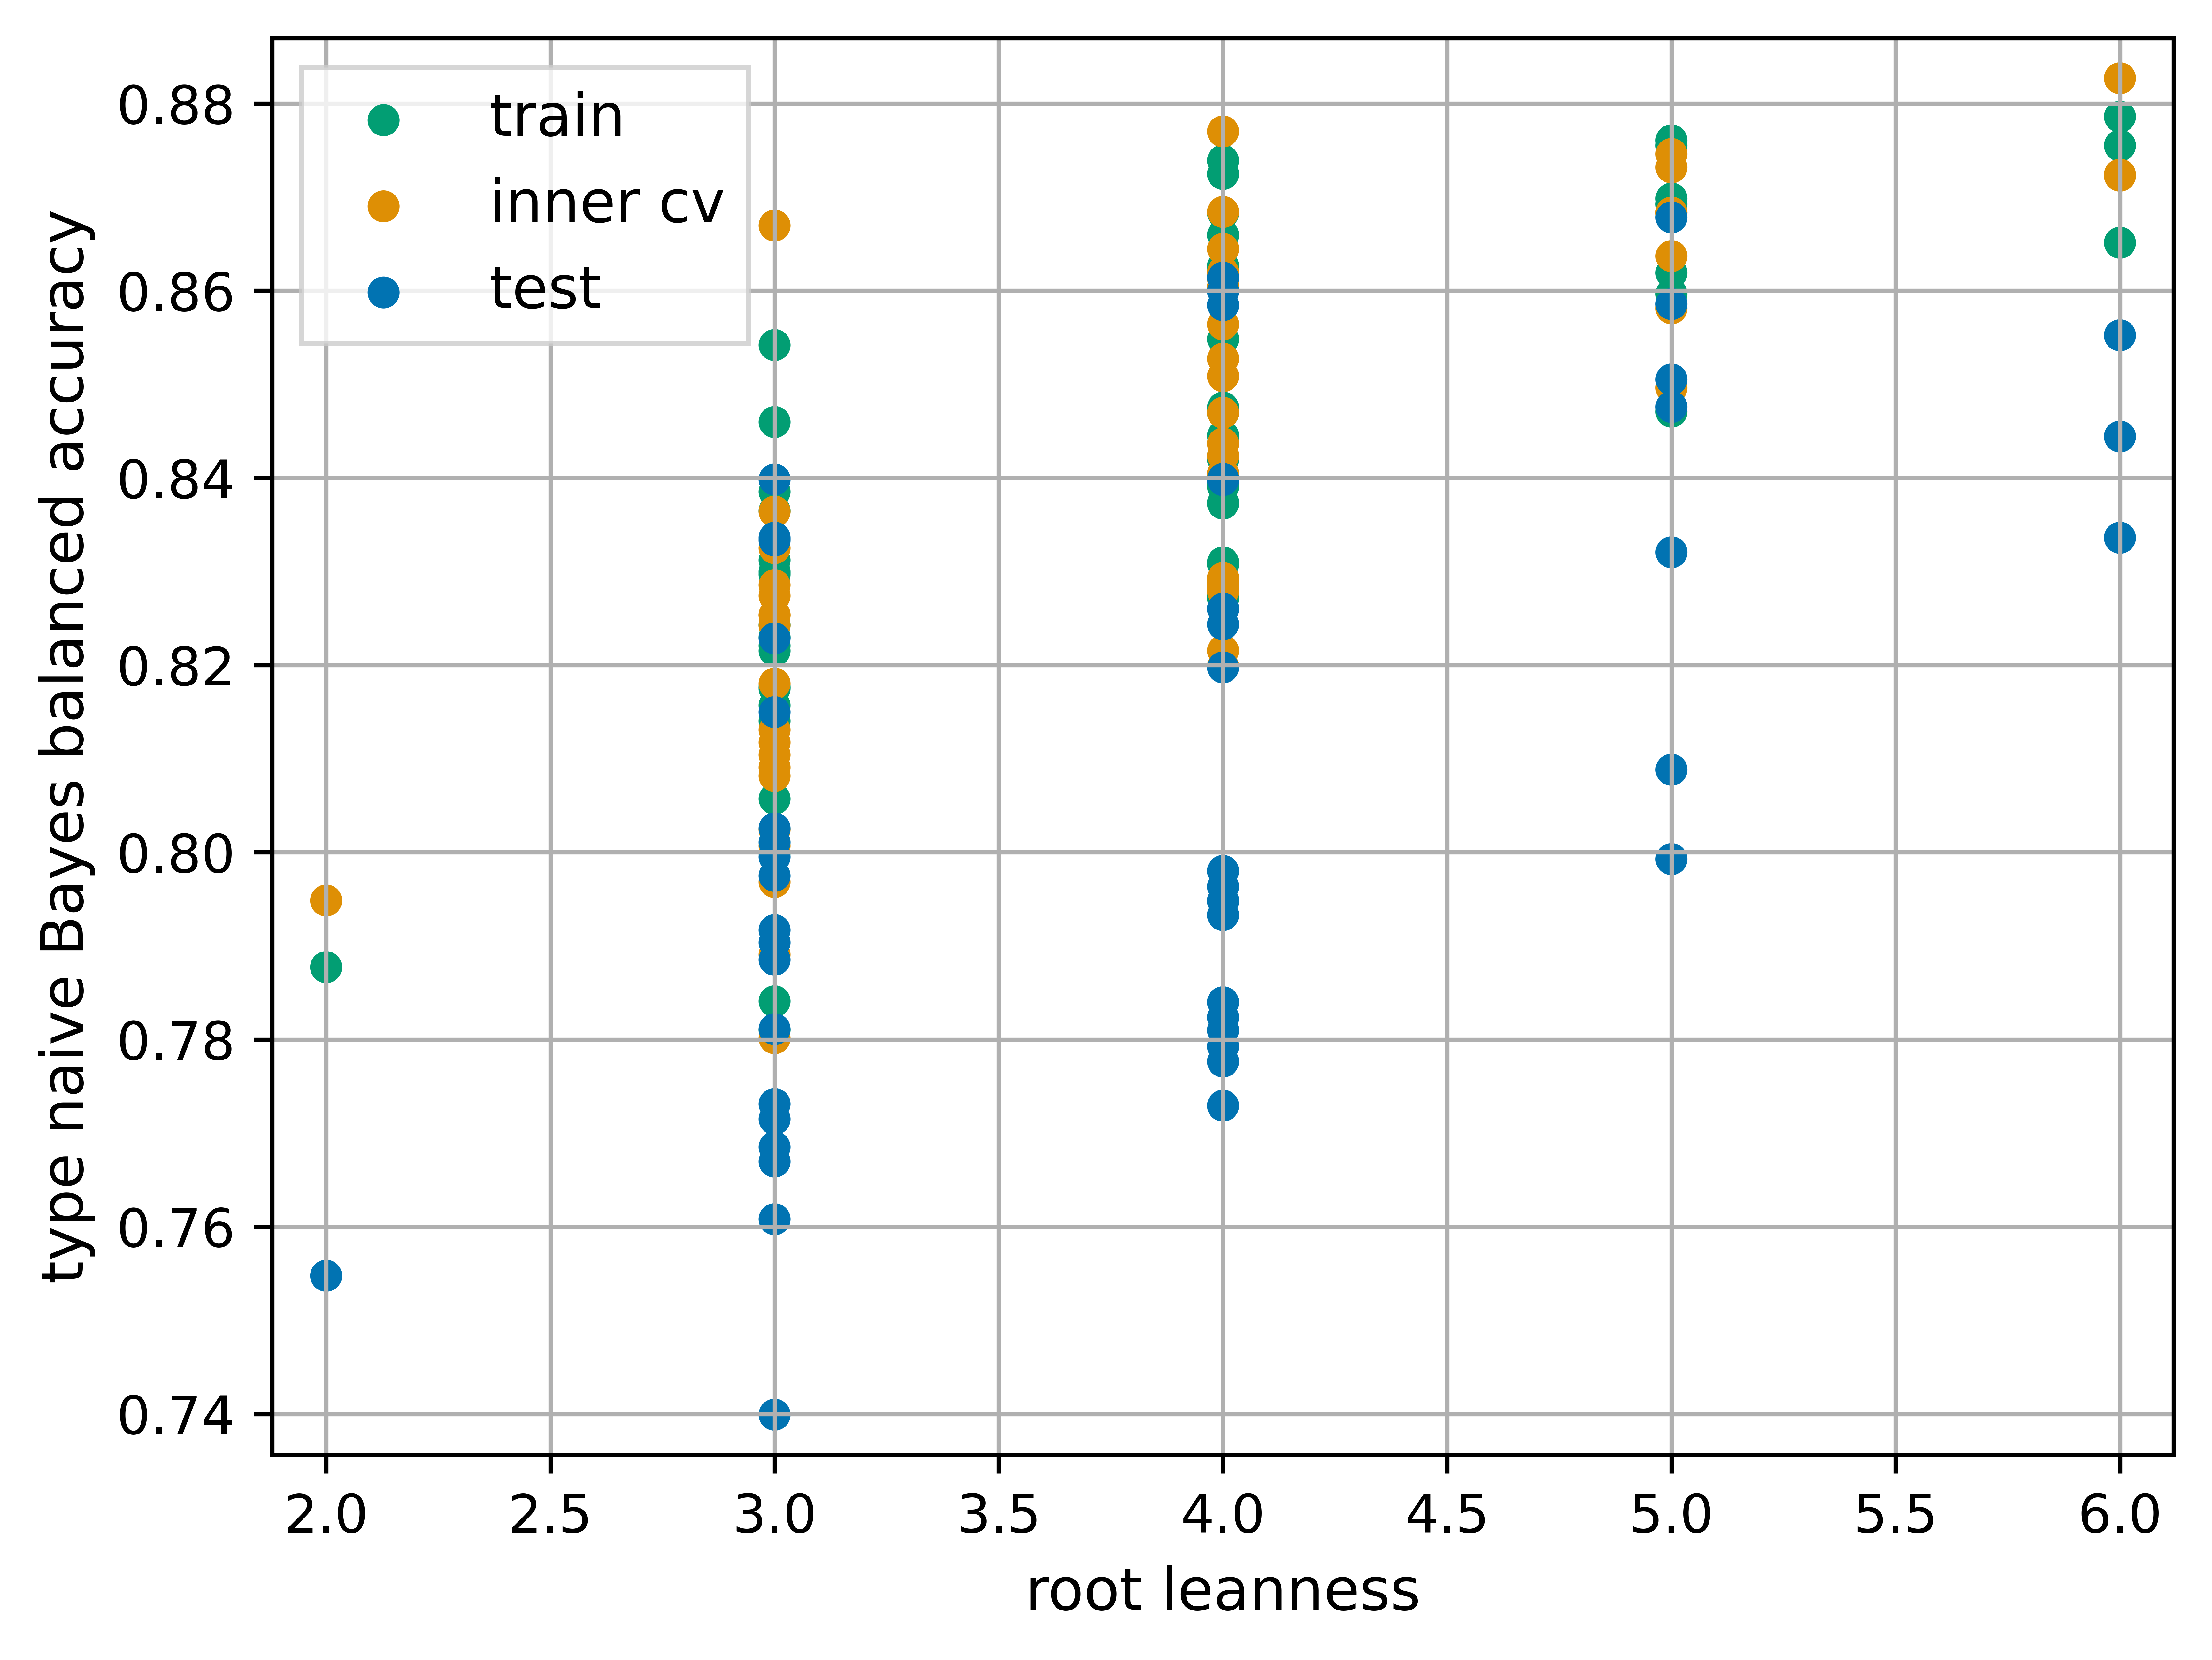 train
inner cv
test
type naive Bayes balanced accuracy
0.88
0.86
0.84
0.82
0.80
0.78
0.76
0.74
2.0 2.5 3.0 3.5 4.0 4.5 5.0 5.5 6.0
root leanness